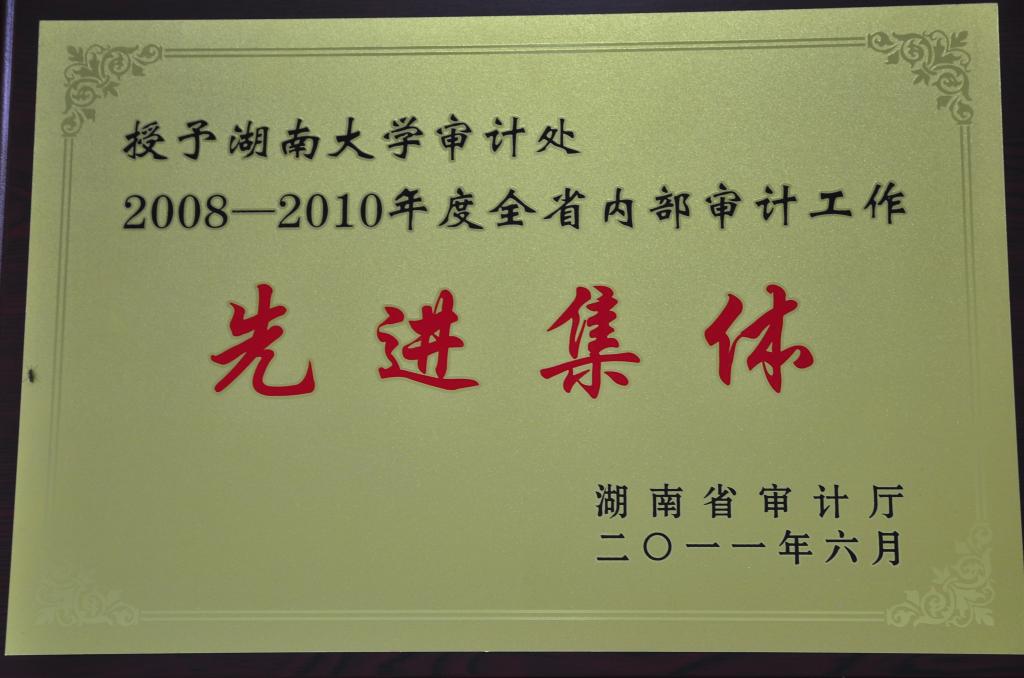 授予湖南大学审计处
2008—2010年度全省内部审计工作
先进集体
湖南省审计厅
二〇一一年六月